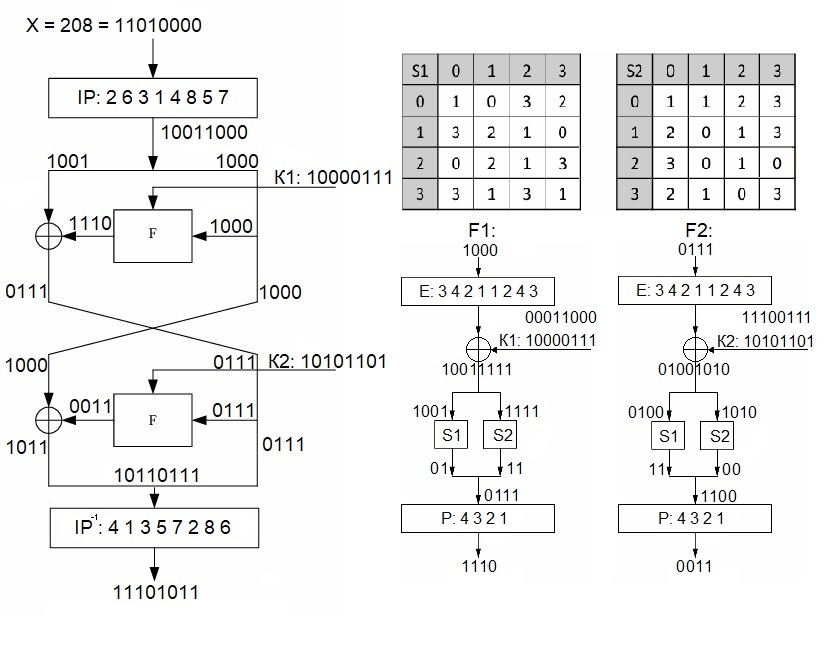 X = 208 = 11010000
IP: 2 6 3 1 4 8 5 7
10011000
1001 1000
K1: 10000111
1110 F 1000
0111 1000
1000 0111 K2: 10101101
0011 F 0111
1011 0111
10110111
IP-1: 4 1 3 5 7 2 8 6
11101011
S1 0 1 2 3
0 1 0 3 2
1 3 2 1 0
2 0 2 1 3
3 3 1 3 1
S2 0 1 2 3
0 1 1 2 3
1 2 0 1 3
2 3 0 1 0
3 2 1 0 3
F1:
1000
E: 3 4 2 1 1 2 4 3
00011000
K1: 10000111
10011111
1001 1111
S1 S2
01 11
0111
P: 4 3 2 1
1110
F2:
0111
E: 3 4 2 1 1 2 4 3
11100111
K2: 10101101
01001010
0100 1010
S1 S2
11 00
1100
P: 4 3 2 1
0011